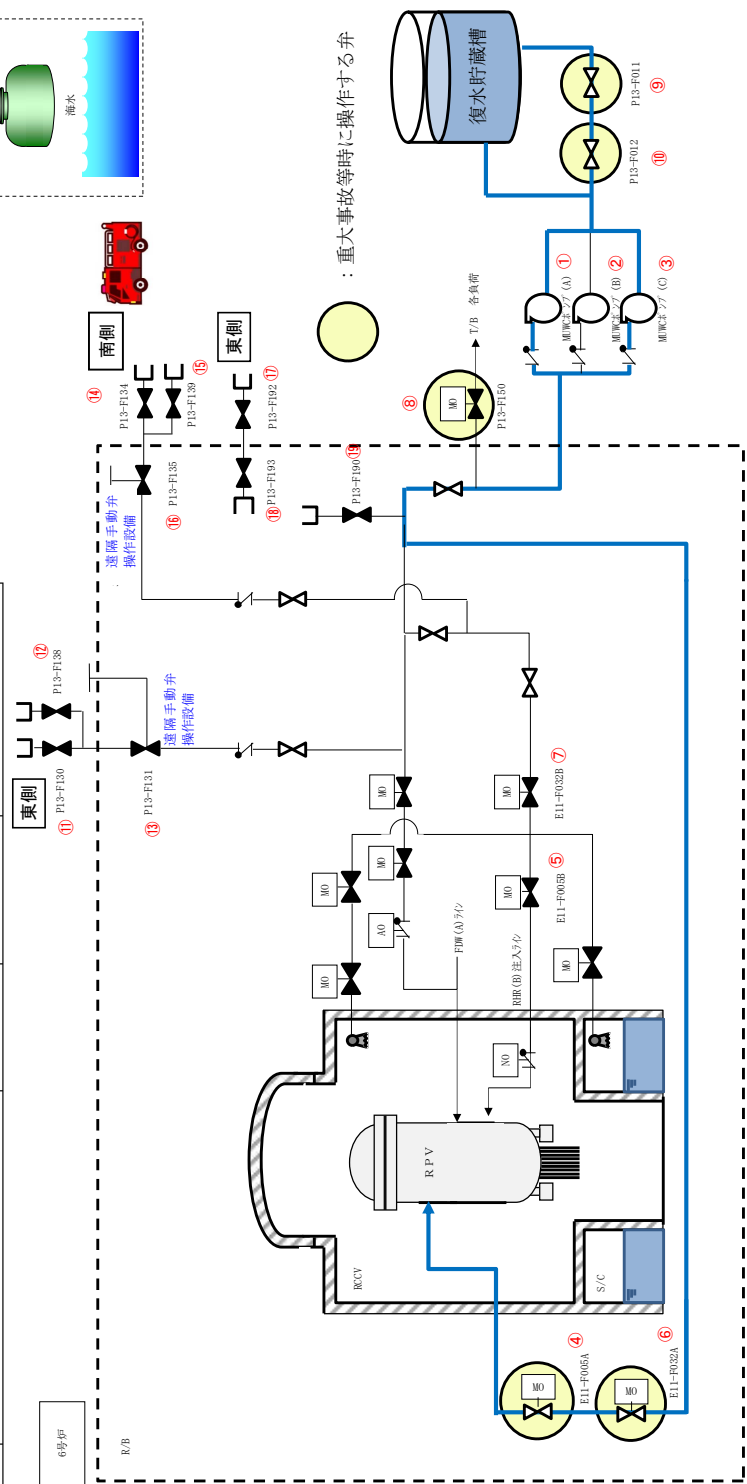 海水
：重大事故等時に操作する弁
復水貯蔵槽
P13-F011
⑨
P13-F012
⑩
MUWCポンプ(A)
①
MUWCポンプ(B)
②
MUWCポンプ(C)
③
T/B 各負荷
⑧
MO
P13-F150
南側
⑭
P13-F134
⑮
P13-F139
東側
⑰
P13-F192
⑱
P13-F193
⑲
P13-F190
⑯
P13-F135
遠隔手動弁
操作設備
⑫
P13-F138
東側
⑪
P13-F130
⑬
P13-F131
遠隔手動弁
操作設備
MO
MO
MO
MO
AO
FDW(A)ライン
MO
E11-F032B
⑦
MO
E11-F005B
⑤
RHR(B)注入ライン
MO
NO
RPV
RCCV
S/C
MO
E11-F005A
④
MO
E11-F032A
⑥
6号炉
R/B